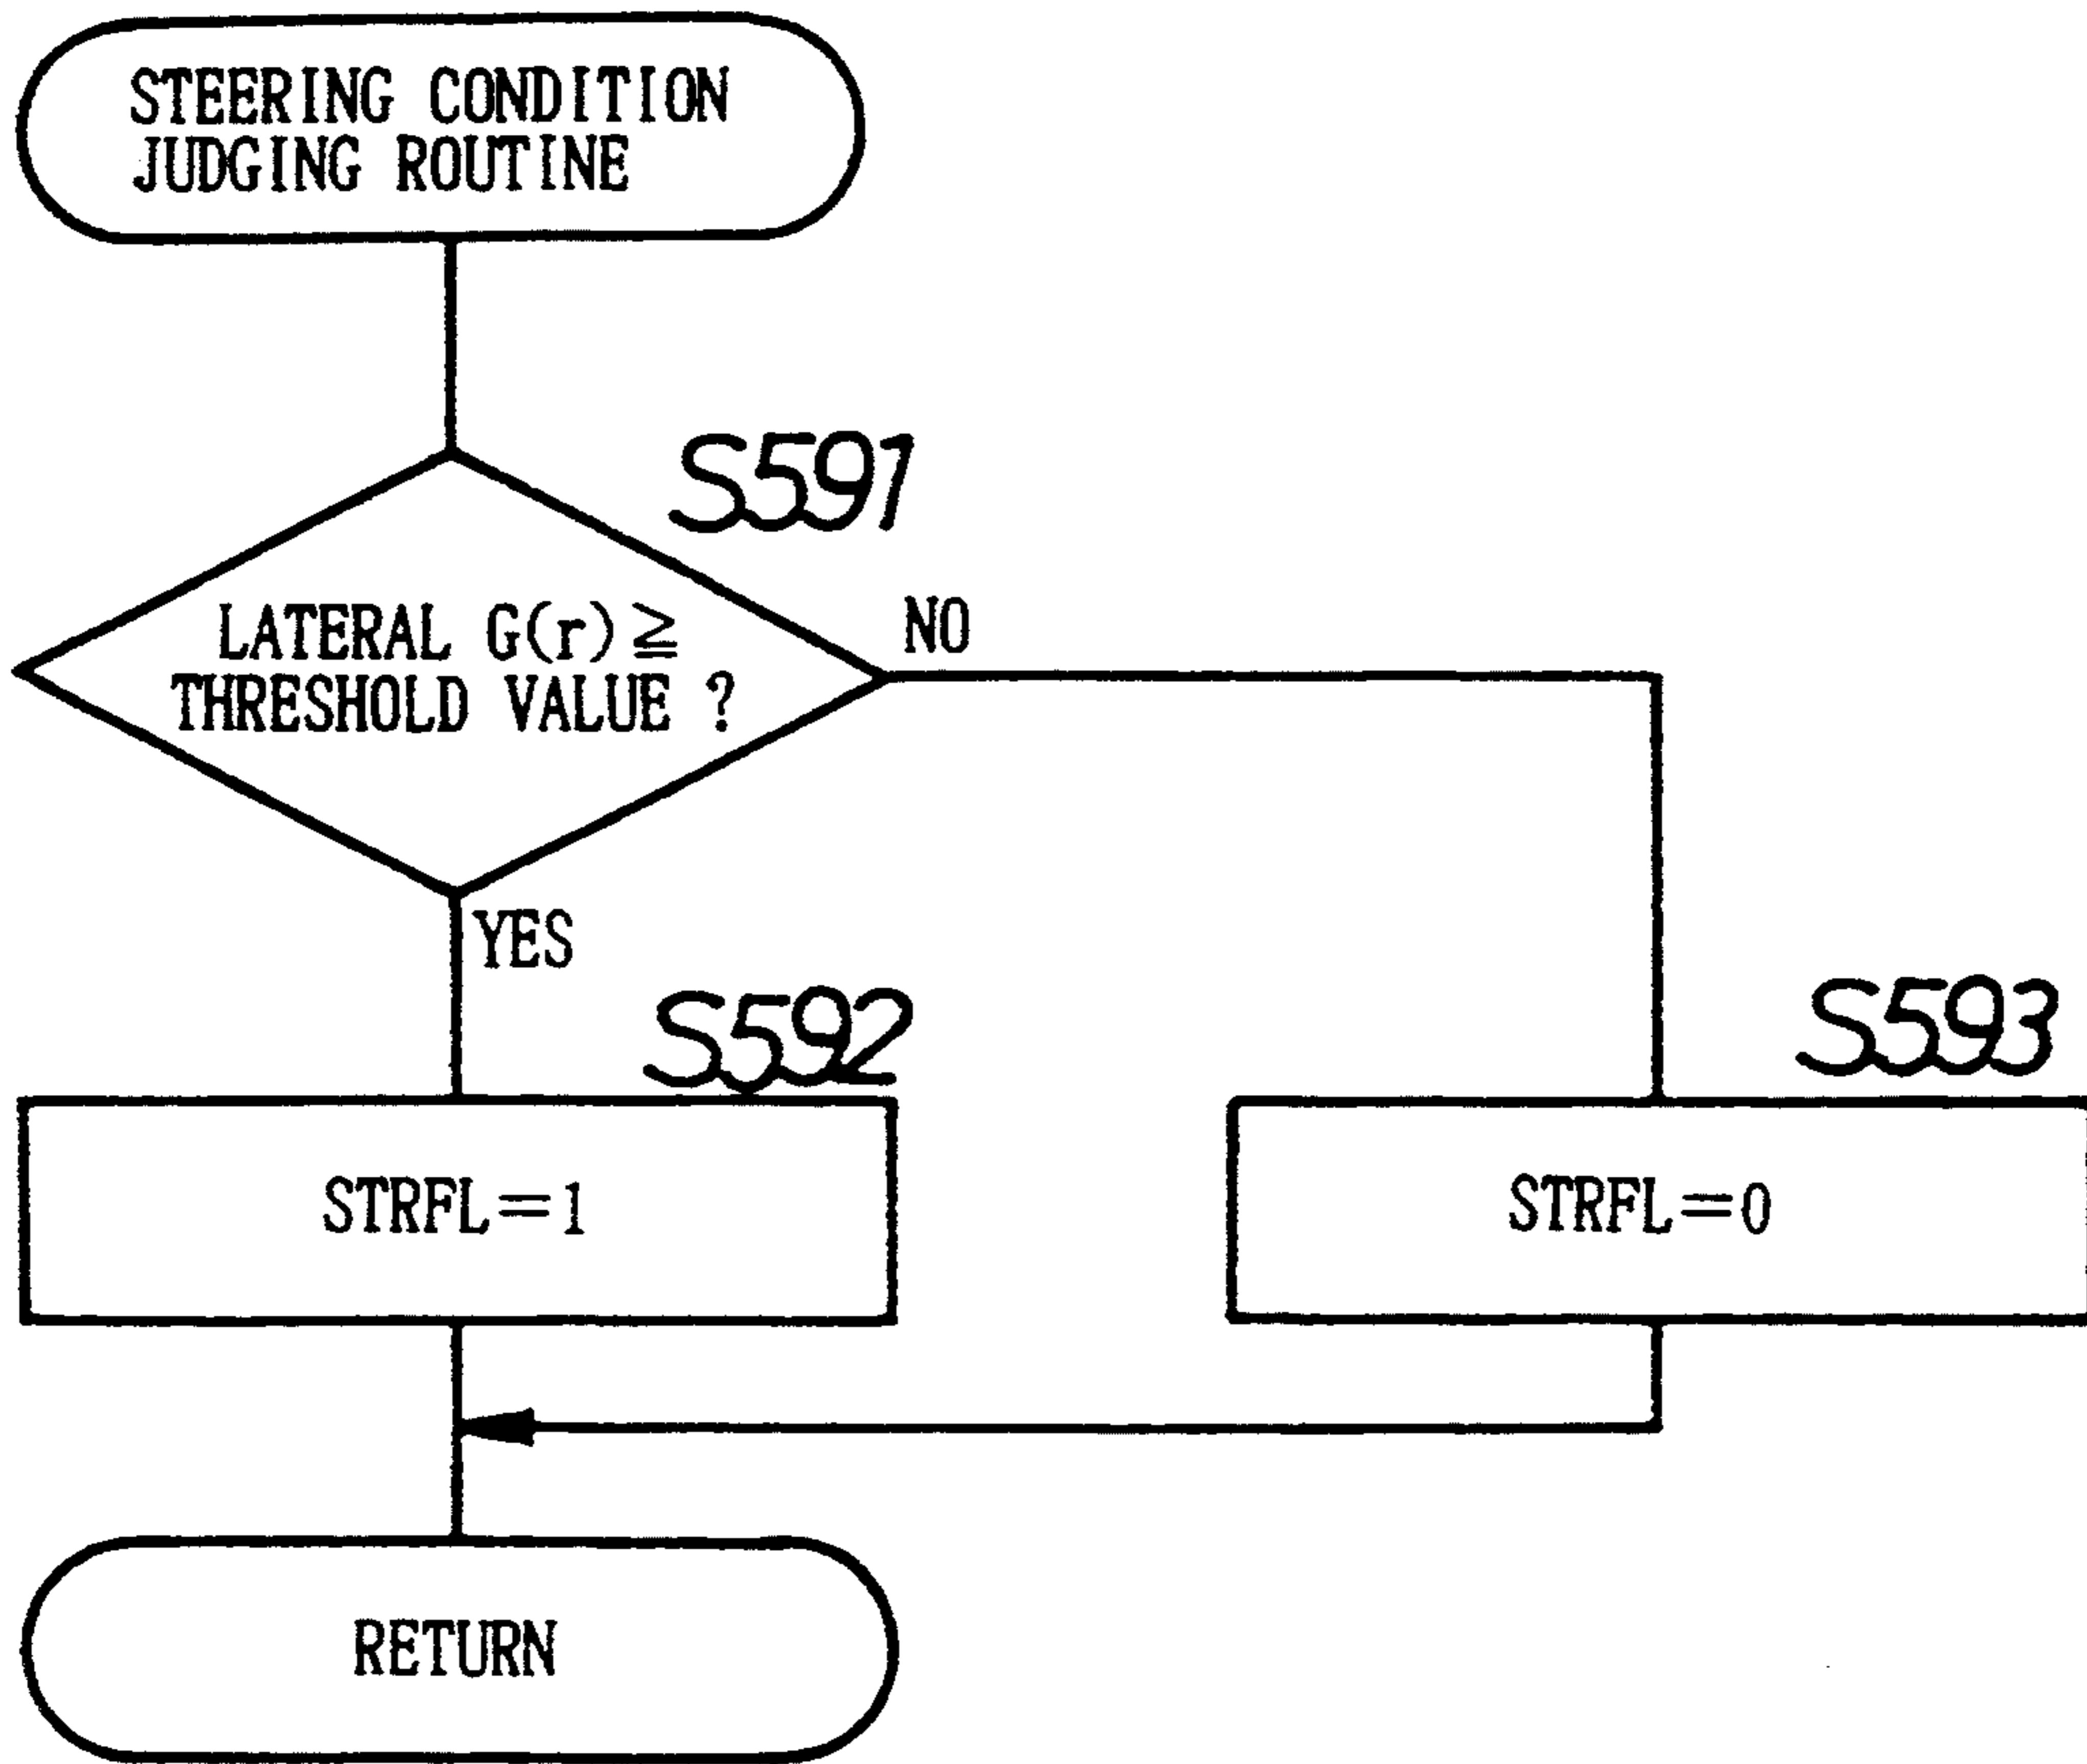 STEERING CONDITION
JUDGING ROUTINE
S591
LATERAL G(r)≧
THRESHOLD VALUE ?
NO
YES
S592
S593
STRFL=1
STRFL=0
RETURN